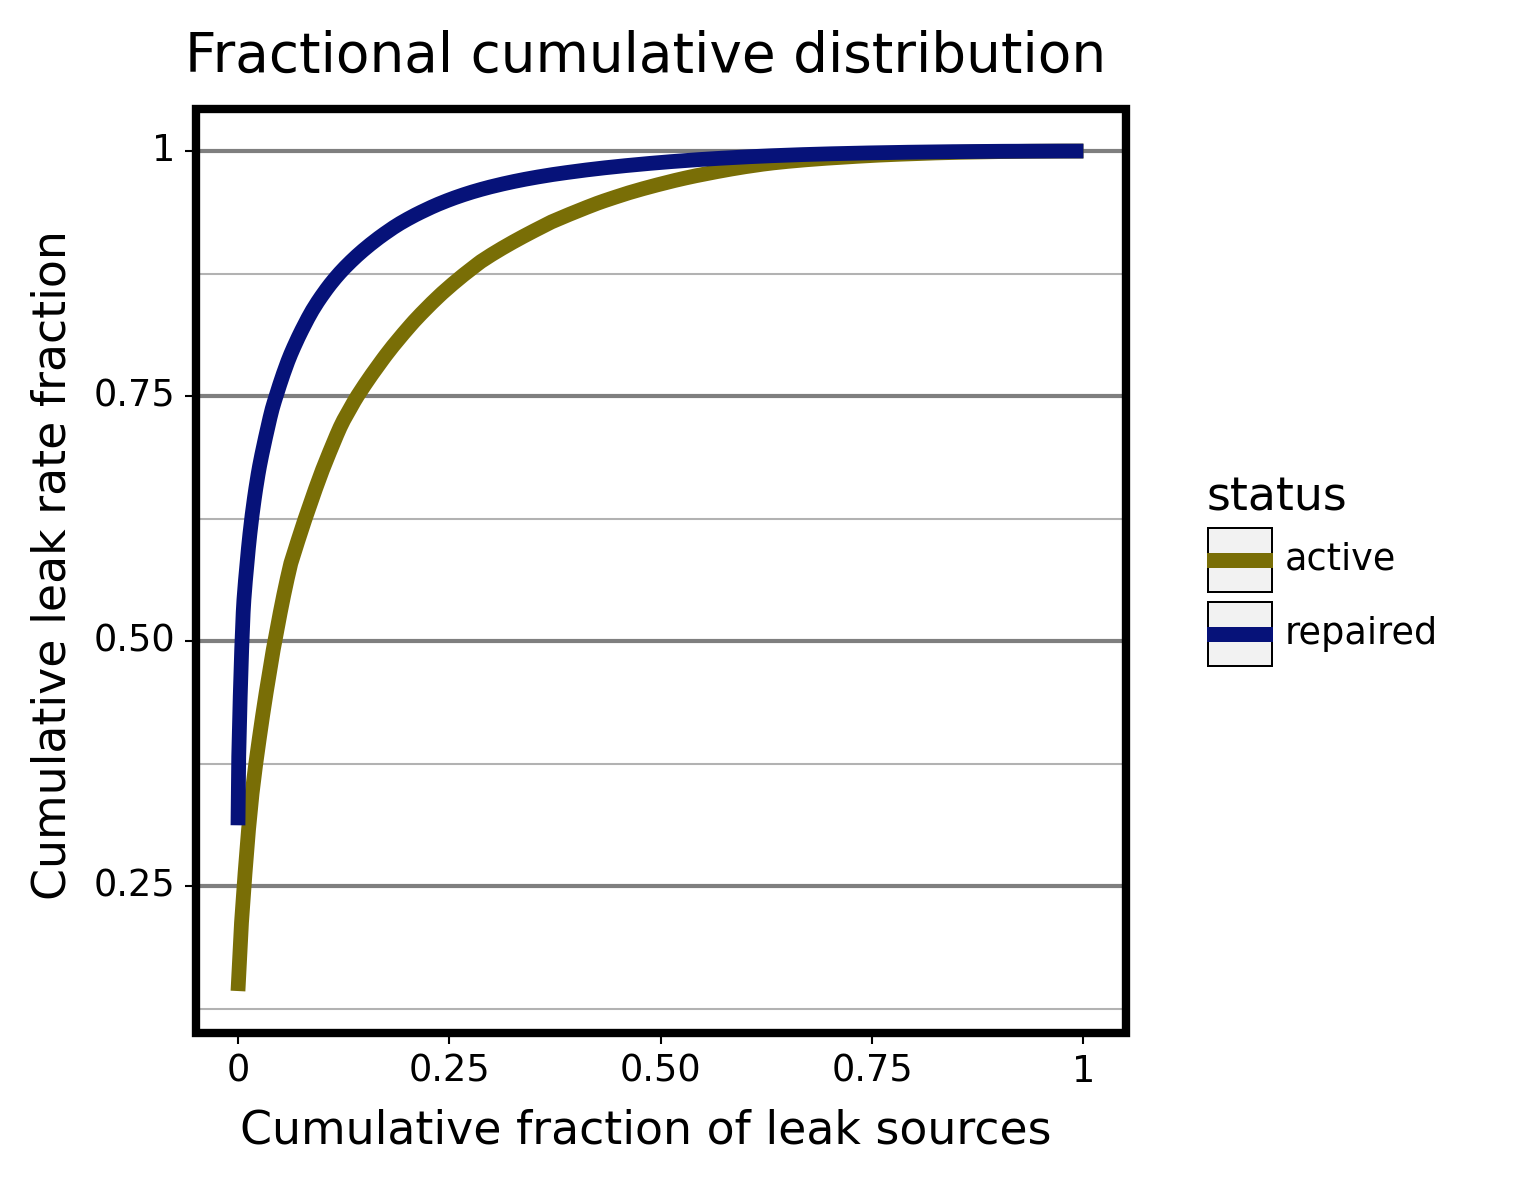 Fractional cumulative distribution
Cumulative leak rate fraction
1
0.75
0.50
0.25
0
0.25
0.50
0.75
1
Cumulative fraction of leak sources
status
active
repaired